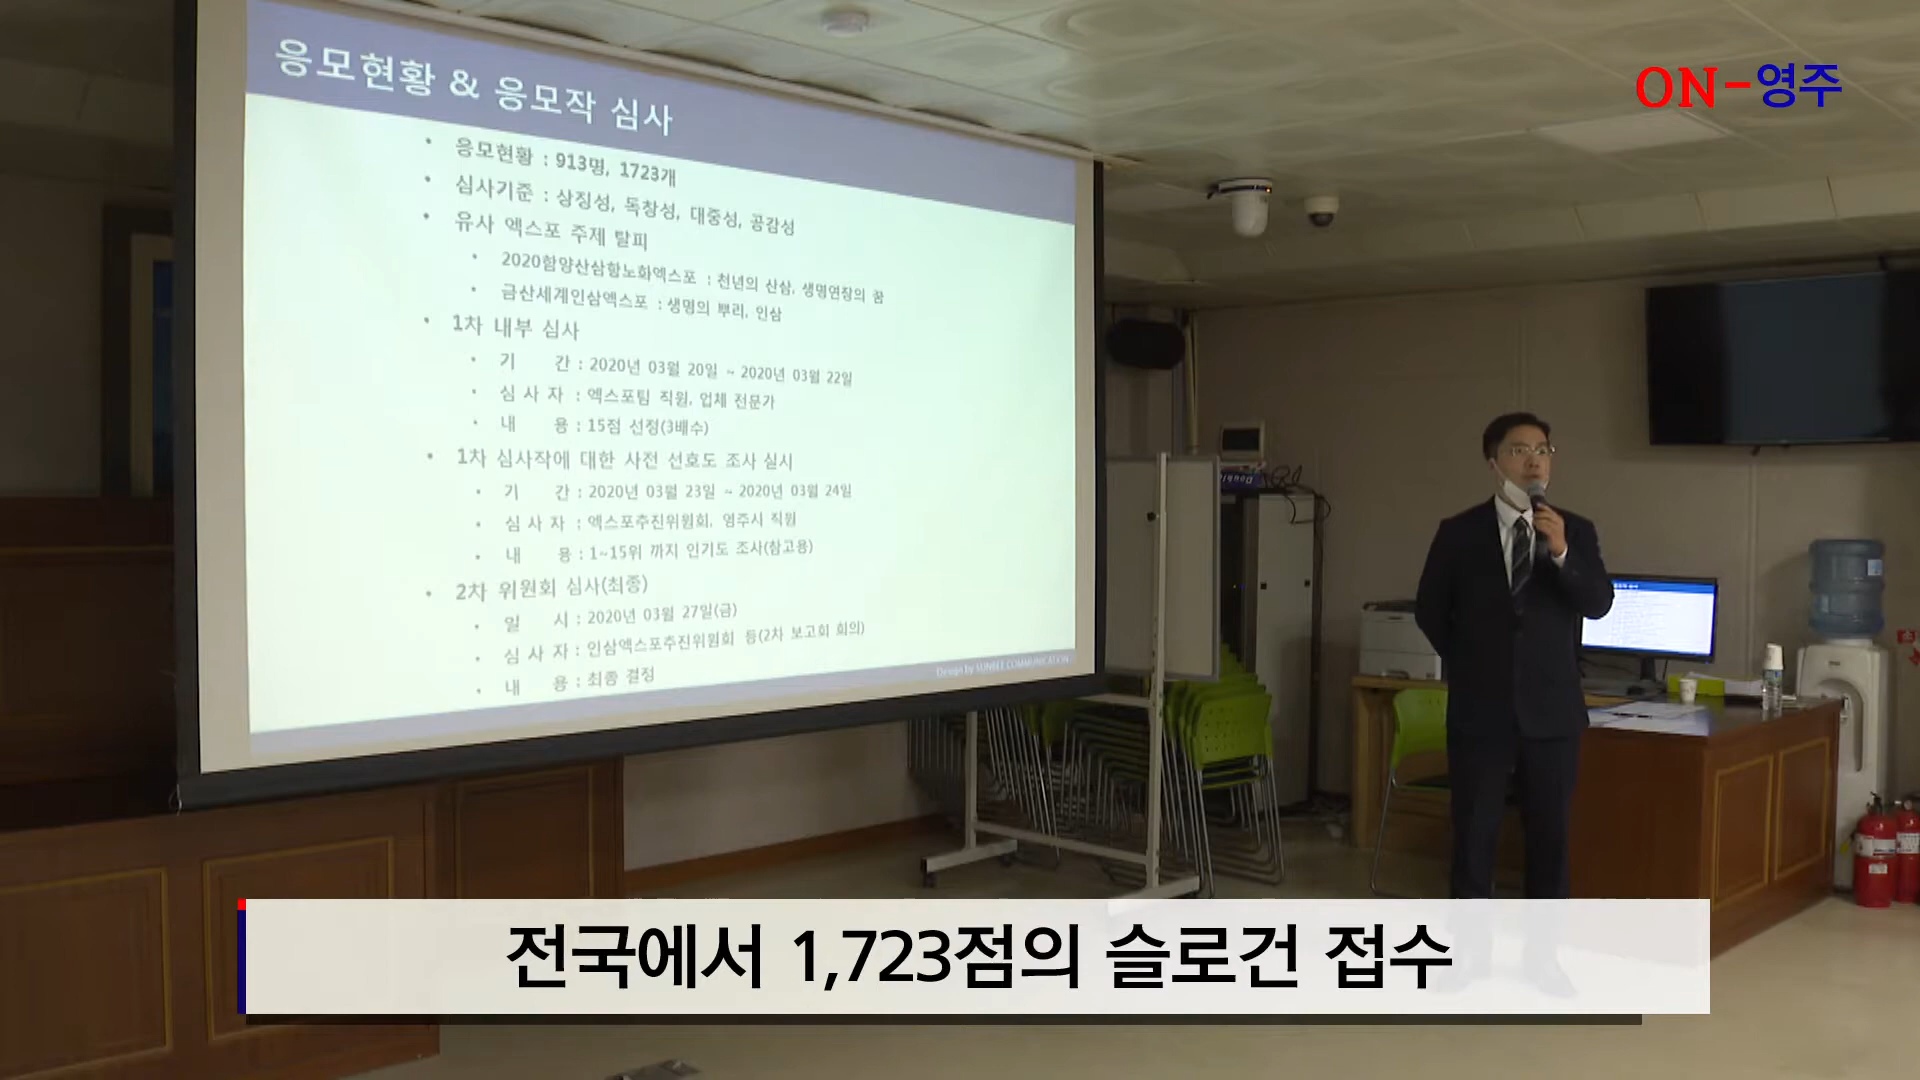 응모현황 & 응모작 심사
ON-영주
• 응모현황 : 913명, 1723개
• 심사기준 : 상징성, 독창성, 대중성, 공감성
• 유사 엑스포 주제 탈피
• 2020함양산삼항노화엑스포 : 천년의 산삼, 생명연장의 꿈
• 금산세계인삼엑스포 : 생명의 뿌리, 인삼
• 1차 내부 심사
• 기 간 : 2020년 03월 20일 ~ 2020년 03월 22일
• 심 사 자 : 엑스포팀 직원, 업체 전문가
• 내 용 : 15점 선정(3배수)
• 1차 심사작에 대한 사전 선호도 조사 실시
• 기 간 : 2020년 03월 23일 ~ 2020년 03월 24일
• 심 사 자 : 엑스포추진위원회, 영주시 직원
• 내 용 : 1~15위 까지 인기도 조사(참고용)
• 2차 위원회 심사(최종)
• 일 시 : 2020년 03월 27일(금)
• 심 사 자 : 인삼엑스포추진위원회 등(2차 보고회 회의)
• 내 용 : 최종 결정
Design by SUNBEE COMMUNICATION
전국에서 1,723점의 슬로건 접수